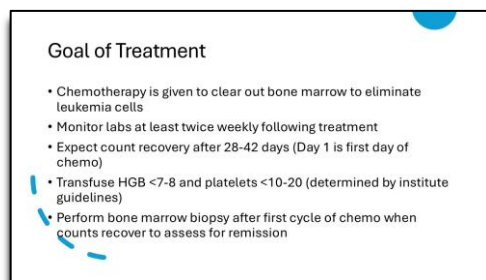 Goal of Treatment
• Chemotherapy is given to clear out bone marrow to eliminate
leukemia cells
• Monitor labs at least twice weekly following treatment
• Expect count recovery after 28-42 days (Day 1 is first day of
chemo)
• Transfuse HGB <7-8 and platelets <10-20 (determined by institute
guidelines)
• Perform bone marrow biopsy after first cycle of chemo when
counts recover to assess for remission